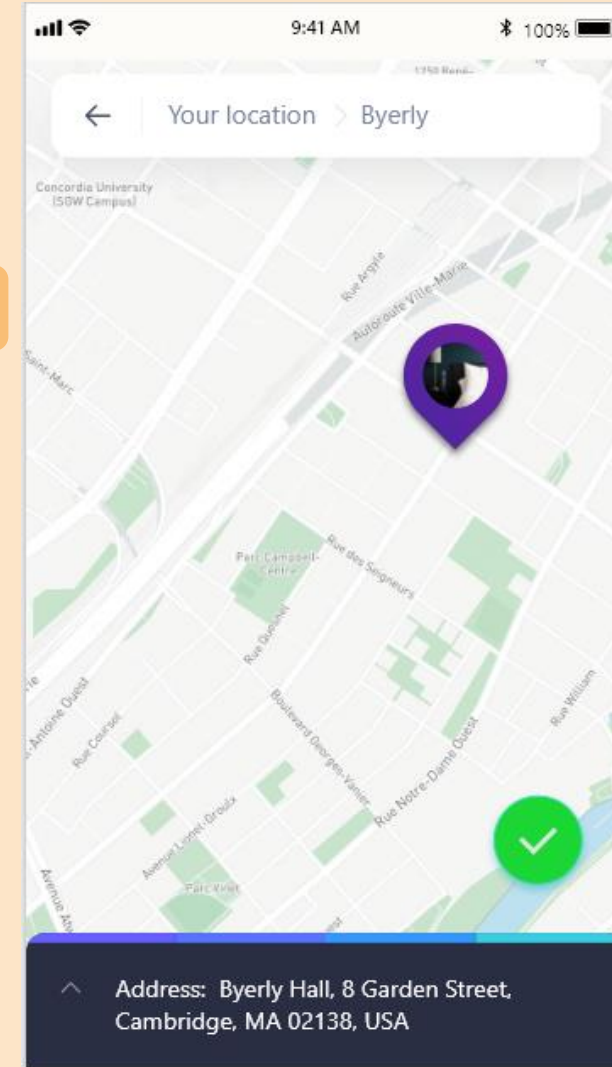 9:41 AM
100%
Your location
Byerly
Concordia University
(SGW Campus)
Rue Argyle
Autoroute Ville-Marie
Saint-Marc
Parc Campbell-
Centre
Rue des Seigneurs
Rue Quesnel
Rue William
-Antoine Ouest
Rue Coursol
Boulevard Georges-Vanier
Rue Notre-Dame Ouest
Avenue Lionel-Groulx
Parc Vinet
Address: Byerly Hall, 8 Garden Street,
Cambridge, MA 02138, USA